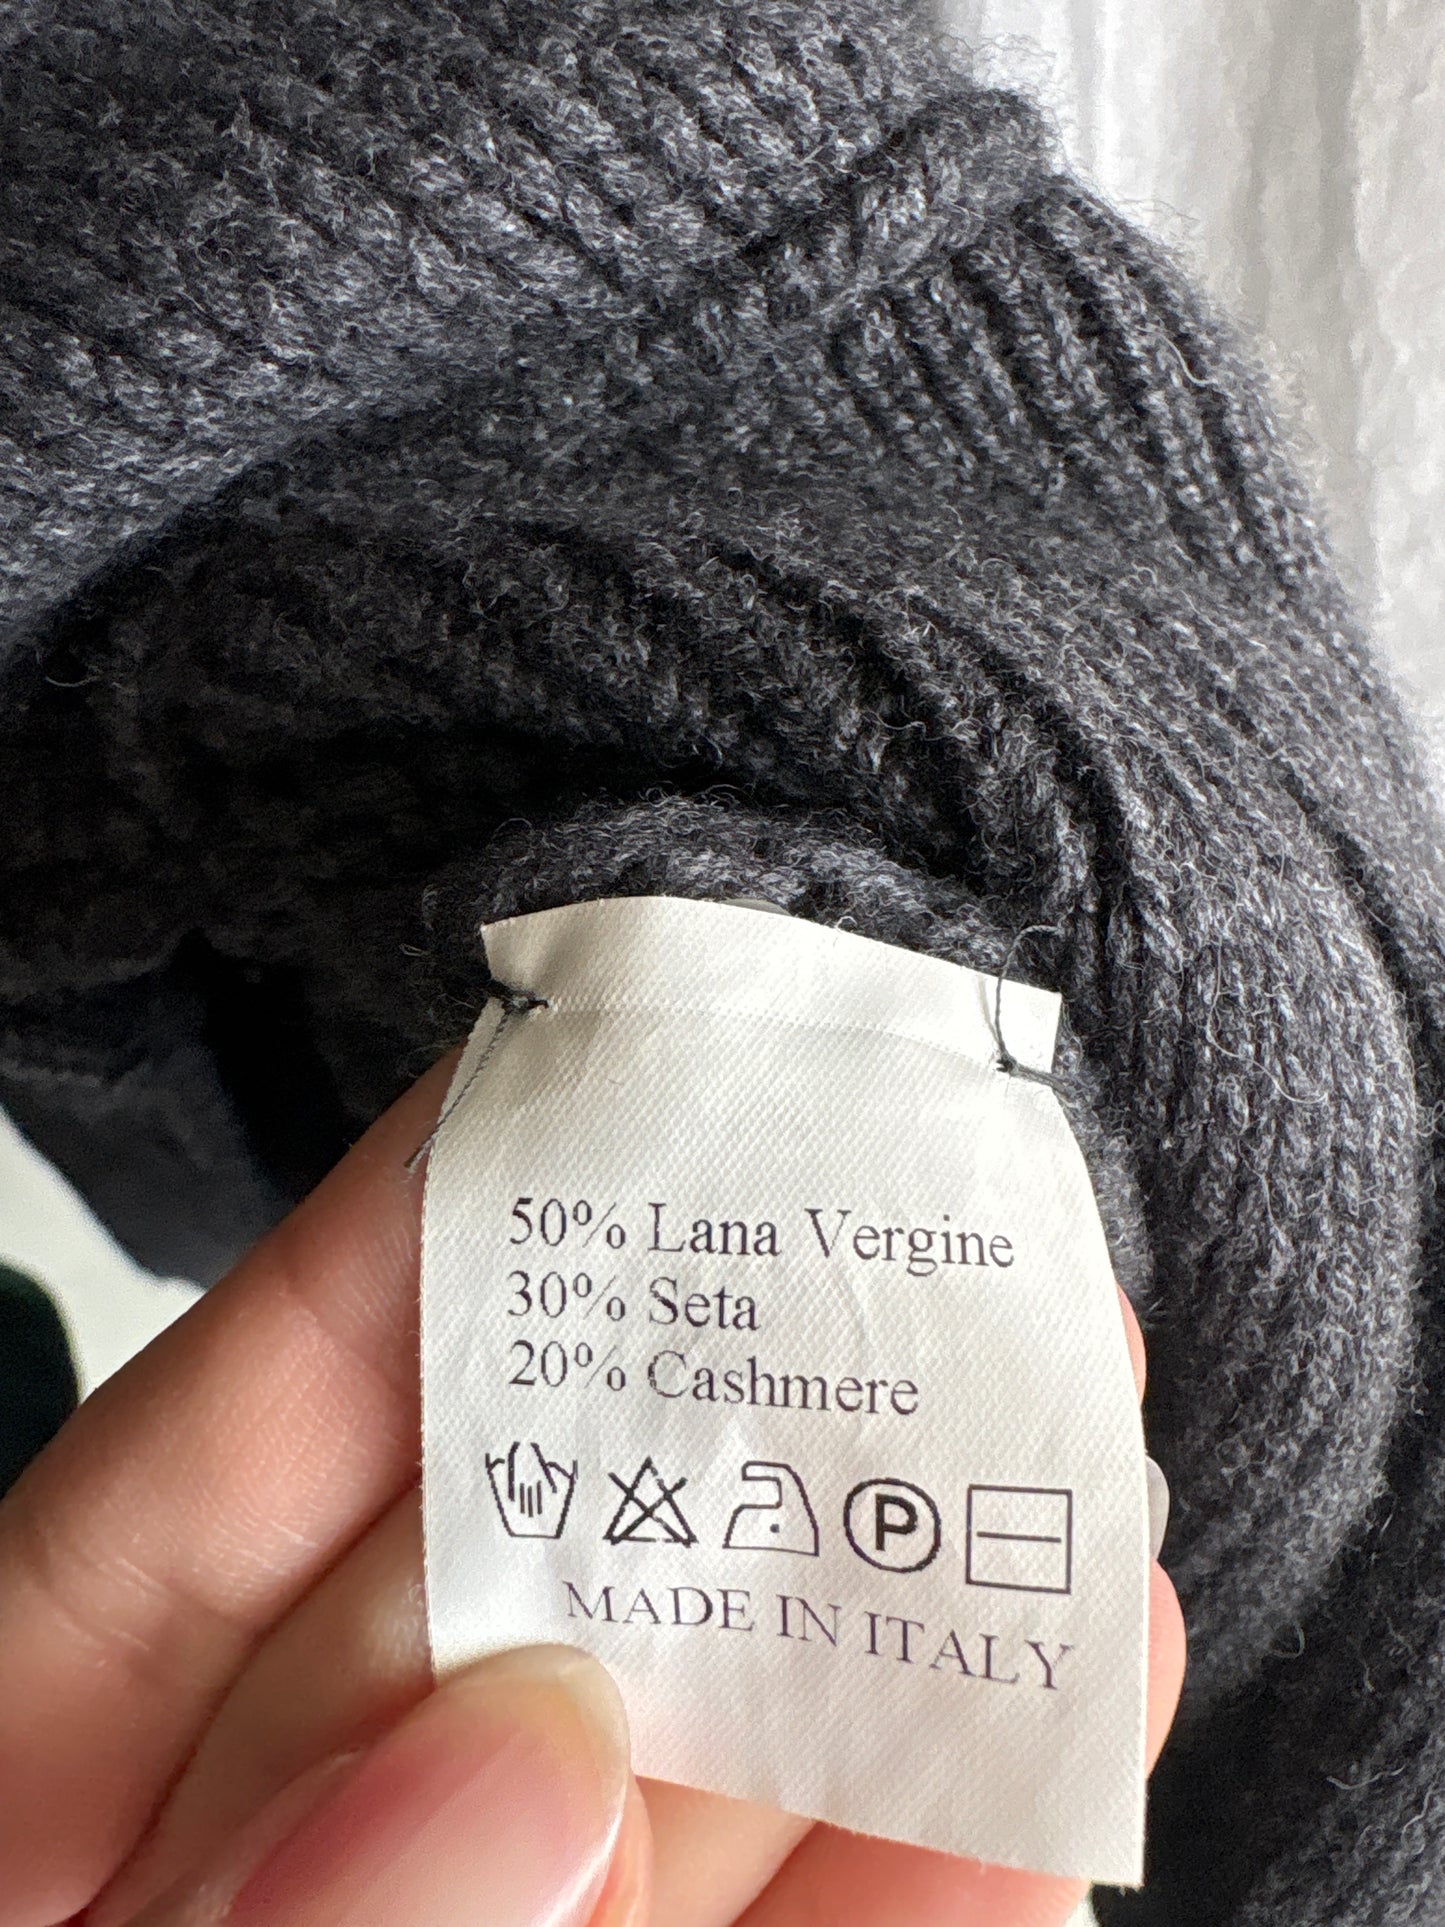 50% Lana Vergine
30% Seta
20% Cashmere
P
MADE IN ITALY